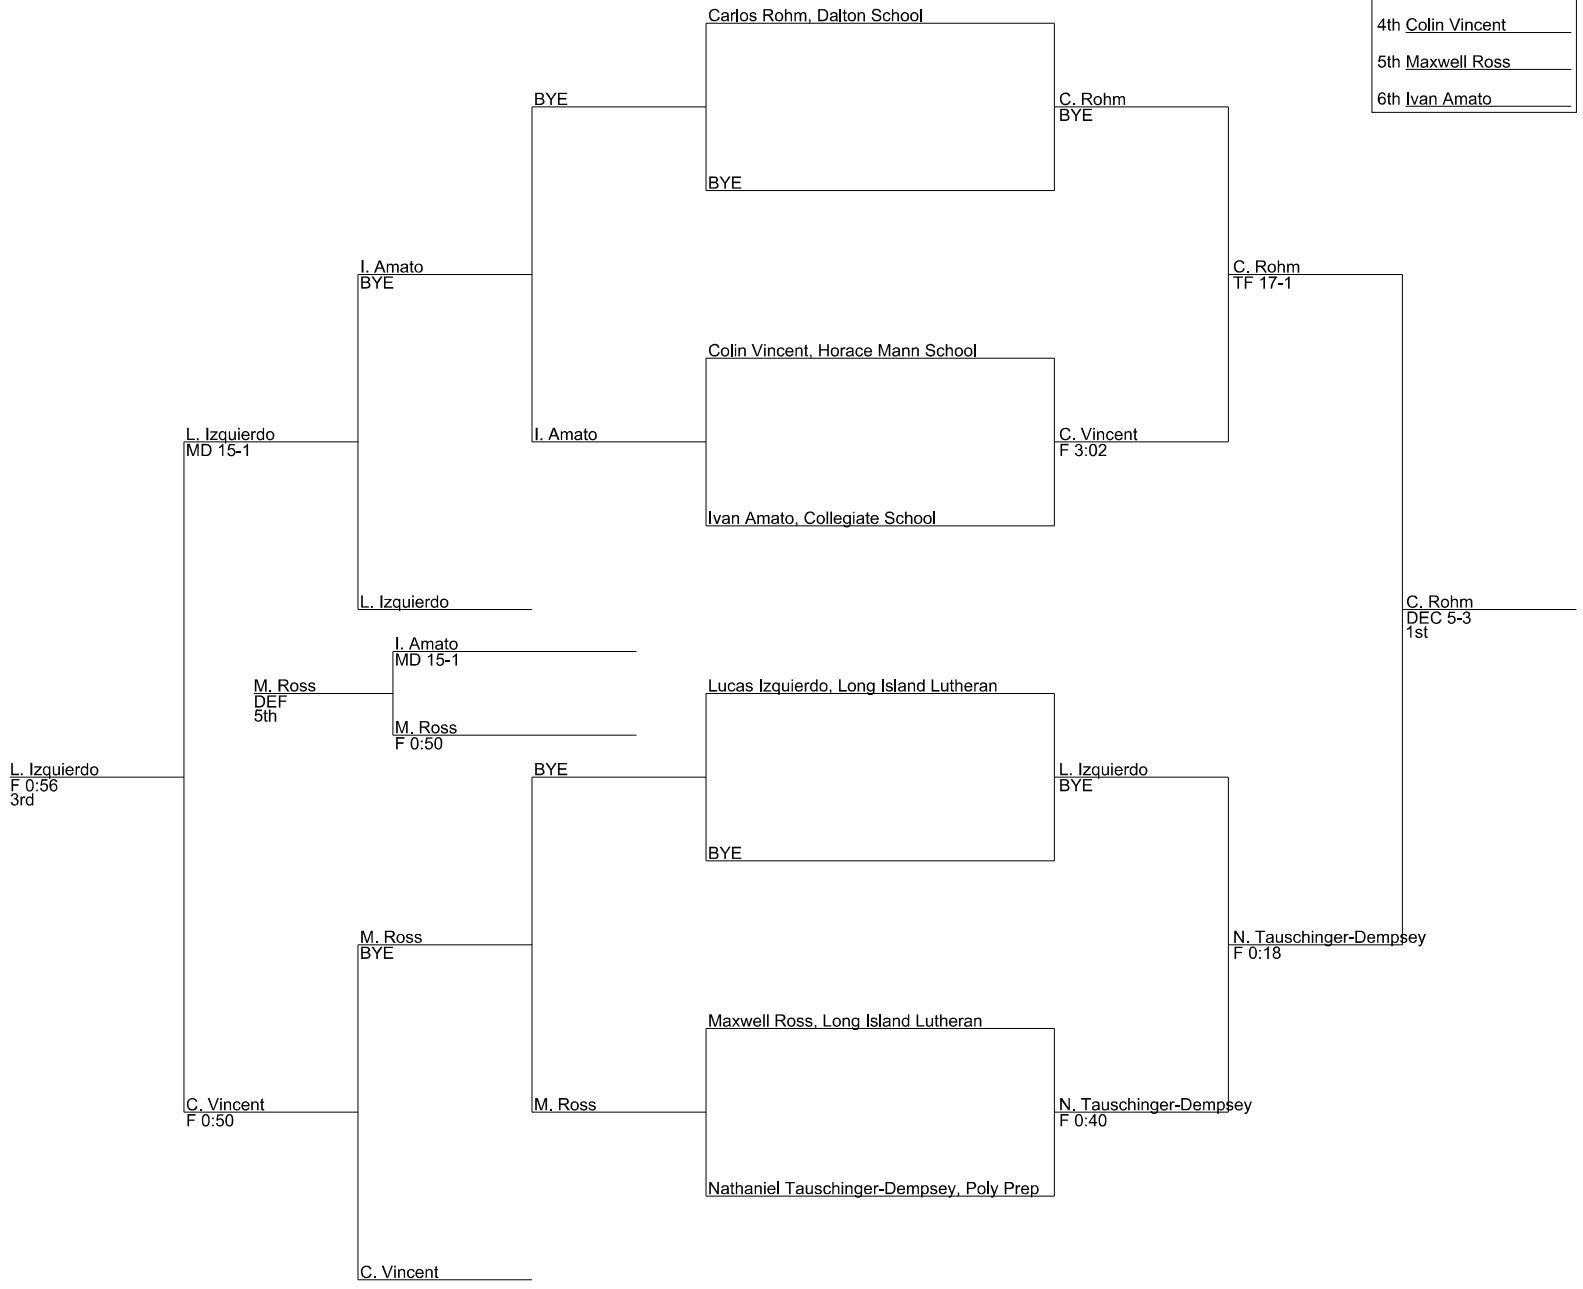 Carlos Rohm, Dalton School
4th Colin Vincent
5th Maxwell Ross
6th Ivan Amato
BYE
C. Rohm
BYE
BYE
I. Amato
BYE
C. Rohm
TF 17-1
Colin Vincent, Horace Mann School
L. Izquierdo
MD 15-1
I. Amato
C. Vincent
F 3:02
Ivan Amato, Collegiate School
L. Izquierdo
C. Rohm
DEC 5-3
1st
I. Amato
MD 15-1
M. Ross
DEF
5th
Lucas Izquierdo, Long Island Lutheran
M. Ross
F 0:50
L. Izquierdo
F 0:56
3rd
BYE
L. Izquierdo
BYE
BYE
M. Ross
BYE
N. Tauschinger-Dempsey
F 0:18
Maxwell Ross, Long Island Lutheran
C. Vincent
F 0:50
M. Ross
N. Tauschinger-Dempsey
F 0:40
Nathaniel Tauschinger-Dempsey, Poly Prep
C. Vincent